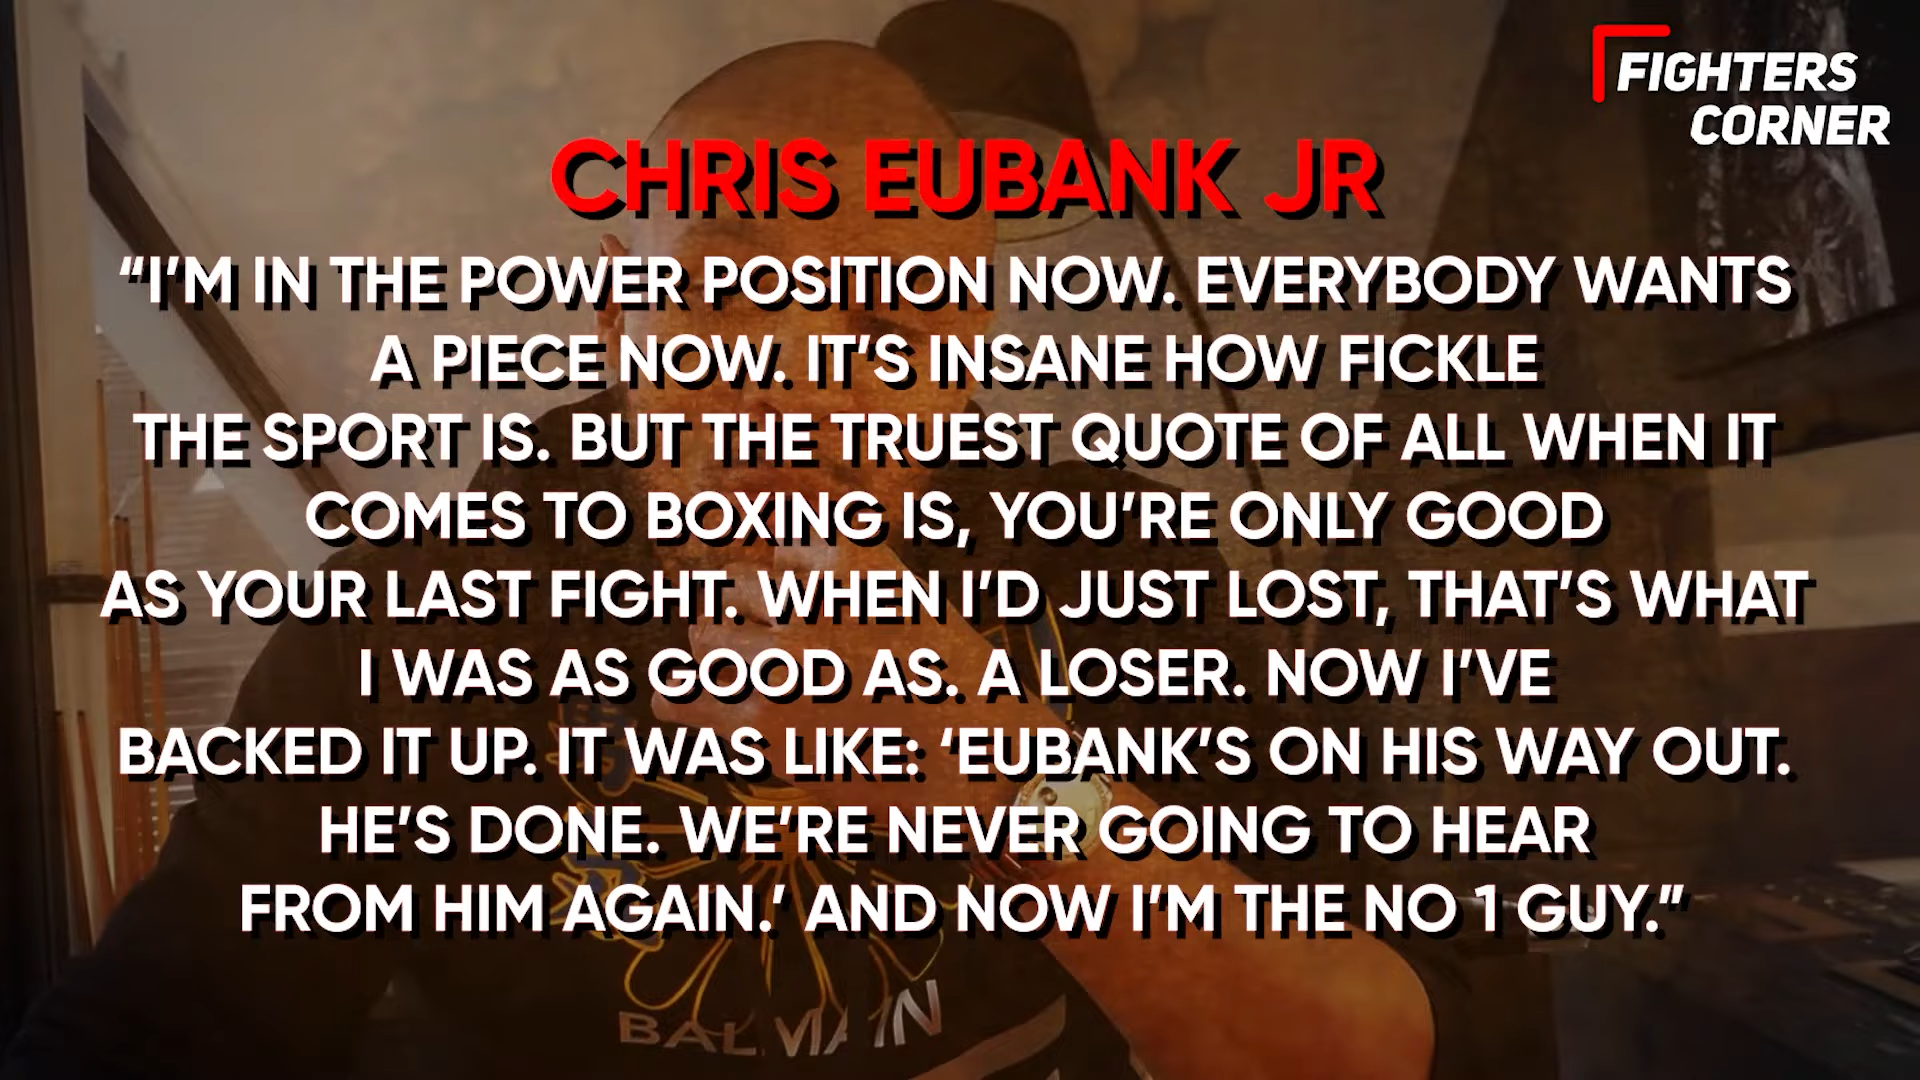 FIGHTERS
CORNER
CHRIS EUBANK JR
“I’M IN THE POWER POSITION NOW. EVERYBODY WANTS
A PIECE NOW. IT’S INSANE HOW FICKLE
THE SPORT IS. BUT THE TRUEST QUOTE OF ALL WHEN IT
COMES TO BOXING IS, YOU’RE ONLY GOOD
AS YOUR LAST FIGHT. WHEN I’D JUST LOST, THAT’S WHAT
I WAS AS GOOD AS. A LOSER. NOW I’VE
BACKED IT UP. IT WAS LIKE: ‘EUBANK’S ON HIS WAY OUT.
HE’S DONE. WE’RE NEVER GOING TO HEAR
FROM HIM AGAIN.’ AND NOW I’M THE NO 1 GUY.”
BALMAIN